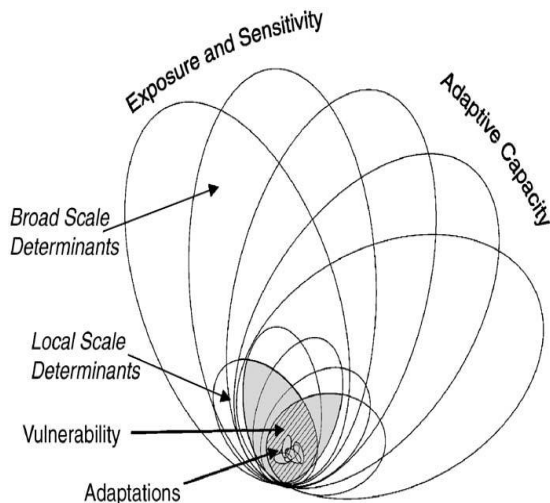 Exposure and Sensitivity
Adaptive Capacity
Broad Scale
Determinants
Local Scale
Determinants
Vulnerability
Adaptations